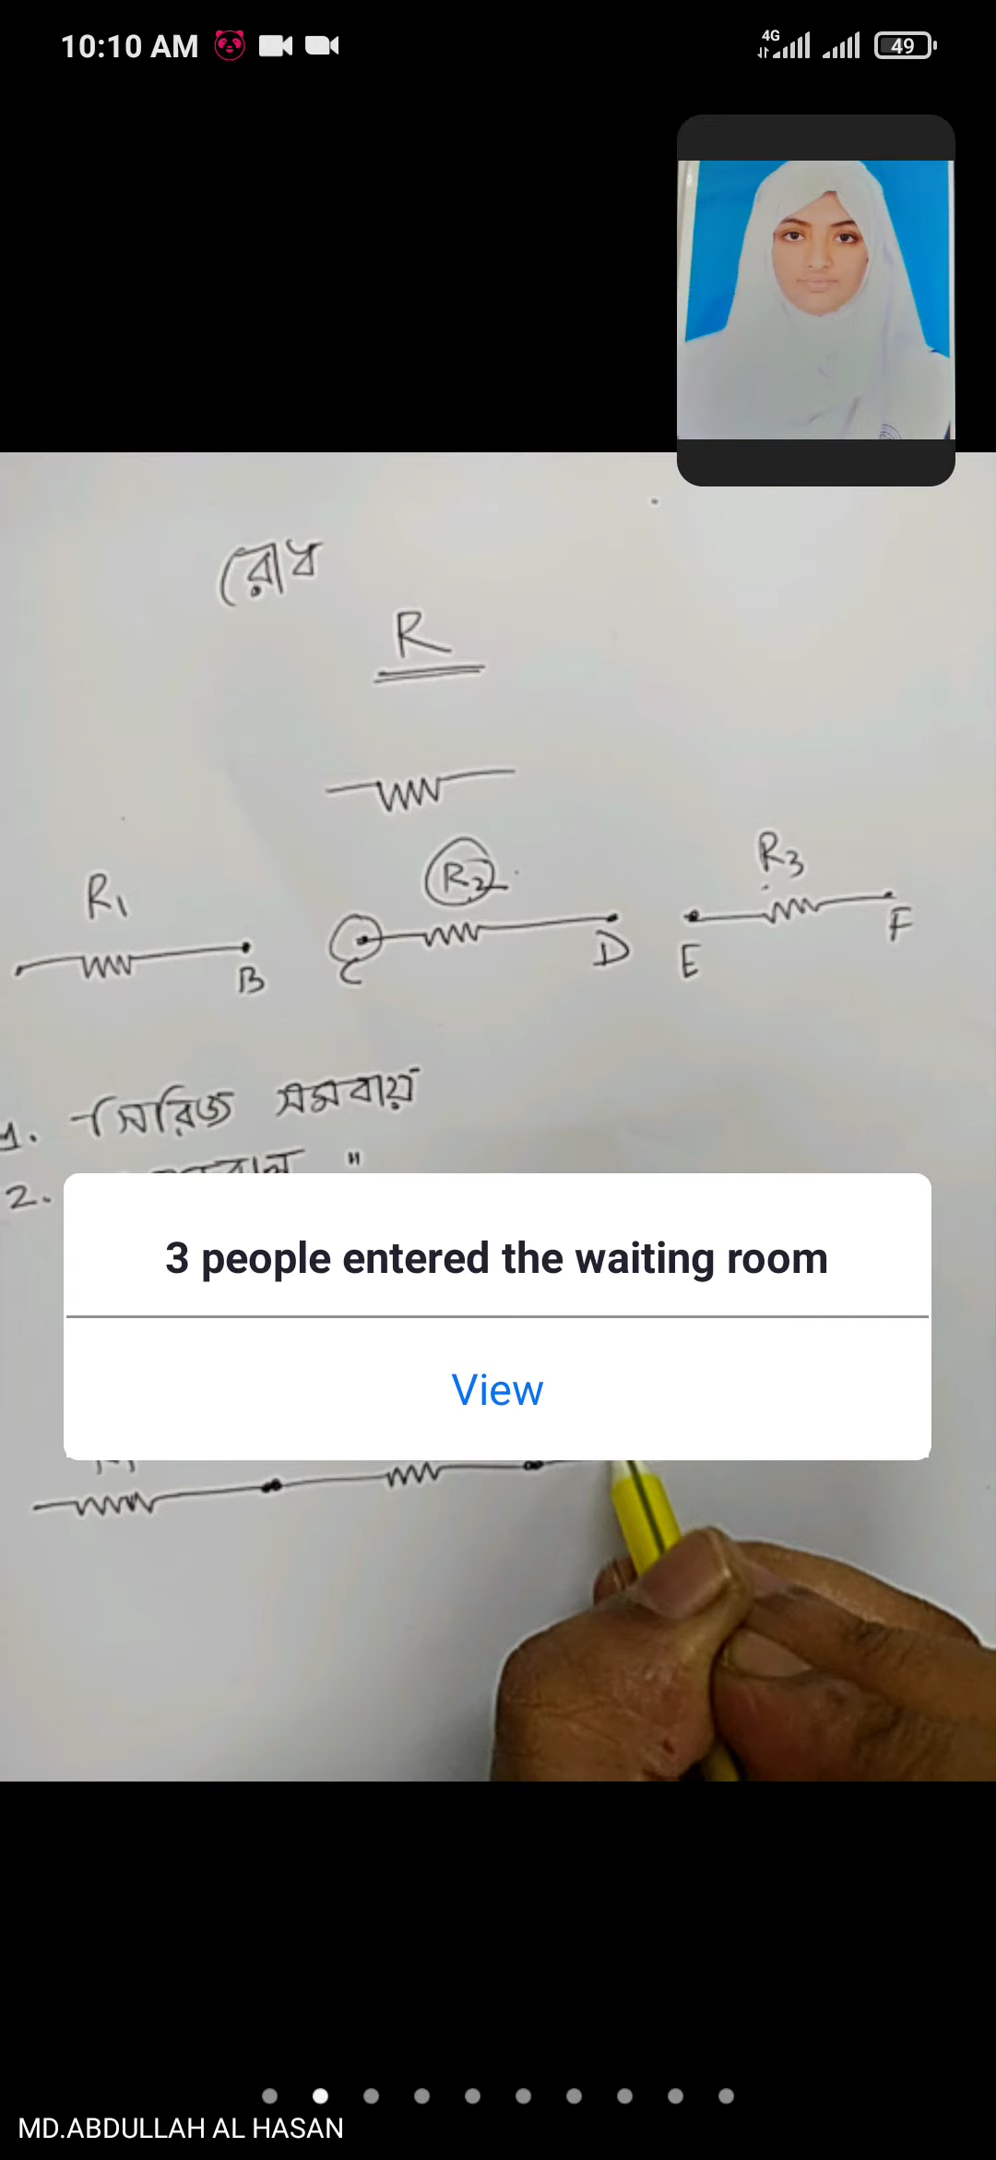 10:10 AM
4G
49
রোধ
R
R1
R2
R3
B
C
D
E
F
1. সিরিজ সমবায়
2. "
3 people entered the waiting room
View
MD.ABDULLAH AL HASAN